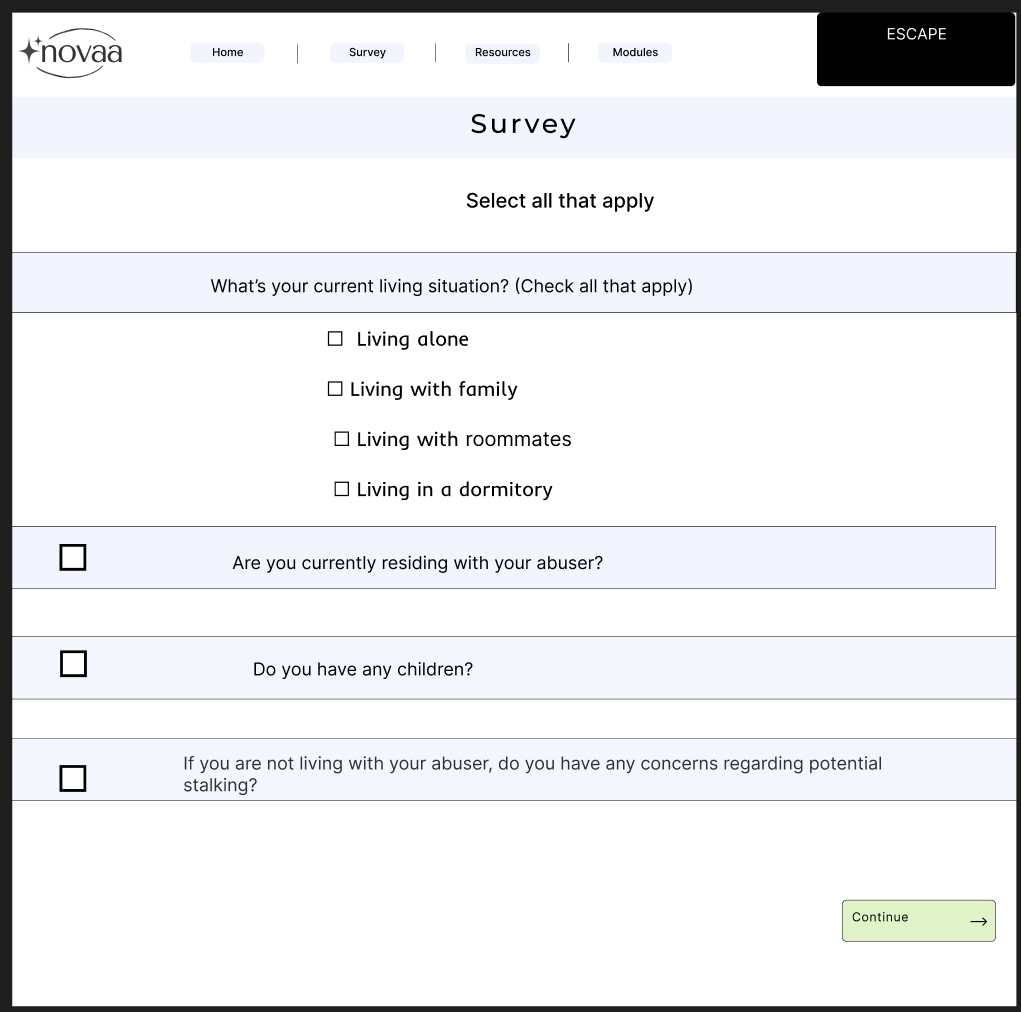 novaa
Home
Survey
Resources
Modules
ESCAPE
Survey
Select all that apply
What’s your current living situation? (Check all that apply)
Living alone
Living with family
Living with roommates
Living in a dormitory
Are you currently residing with your abuser?
Do you have any children?
If you are not living with your abuser, do you have any concerns regarding potential
stalking?
Continue